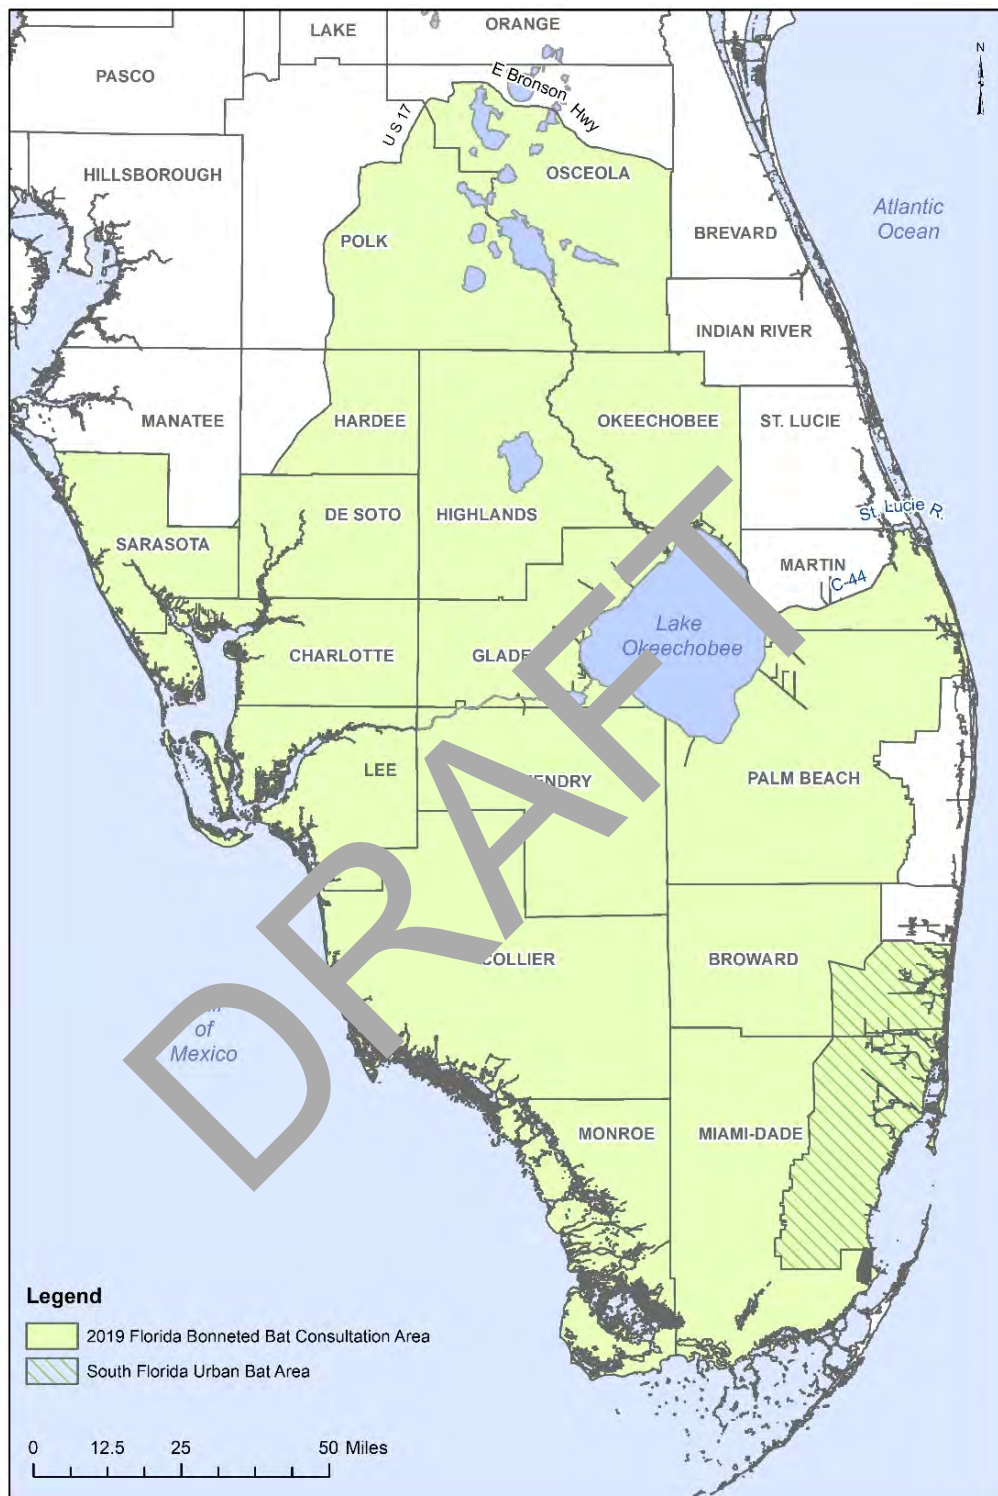 LAKE
ORANGE
PASCO
N
E Bronson Hwy
U S 17
HILLSBOROUGH
OSCEOLA
Atlantic
Ocean
POLK
BREVARD
INDIAN RIVER
MANATEE
HARDEE
OKEECHOBEE
ST. LUCIE
St. Lucie R.
DE SOTO
HIGHLANDS
SARASOTA
MARTIN
C-44
Lake
Okeechobee
CHARLOTTE
GLADE
LEE
ENDRY
PALM BEACH
DRAFT
COLLIER
BROWARD
of
Mexico
MONROE
MIAMI-DADE
Legend
2019 Florida Bonneted Bat Consultation Area
South Florida Urban Bat Area
0 12.5 25 50 Miles